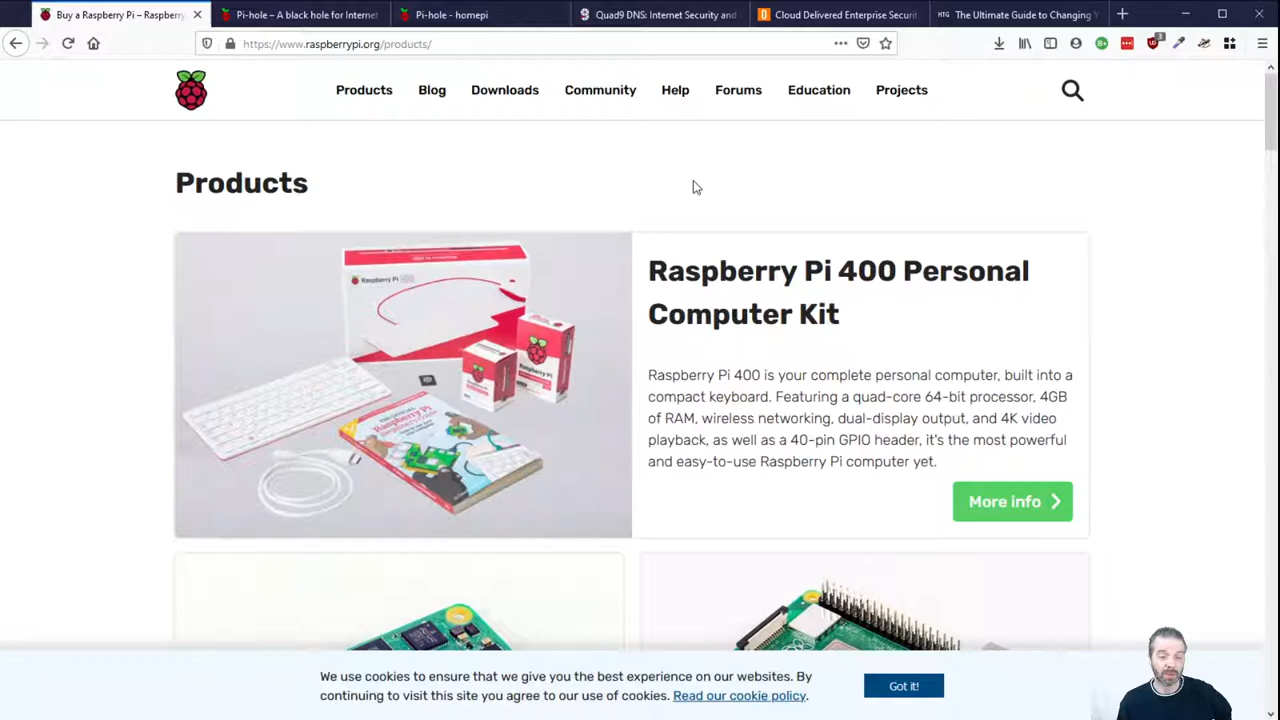 Buy a Raspberry Pi – Raspberry
Pi-hole – A black hole for Internet
Pi-hole - homepi
Quad9 DNS: Internet Security and
Cloud Delivered Enterprise Securit
HTG
The Ultimate Guide to Changing Y
https://www.raspberrypi.org/products/
3
Products
Blog
Downloads
Community
Help
Forums
Education
Projects
Products
Raspberry Pi 400
Raspberry Pi 400 Personal
Computer Kit
Raspberry Pi 400 is your complete personal computer, built into a
compact keyboard. Featuring a quad-core 64-bit processor, 4GB
of RAM, wireless networking, dual-display output, and 4K video
playback, as well as a 40-pin GPIO header, it's the most powerful
and easy-to-use Raspberry Pi computer yet.
More info
We use cookies to ensure that we give you the best experience on our websites. By
continuing to visit this site you agree to our use of cookies. Read our cookie policy.
Got it!